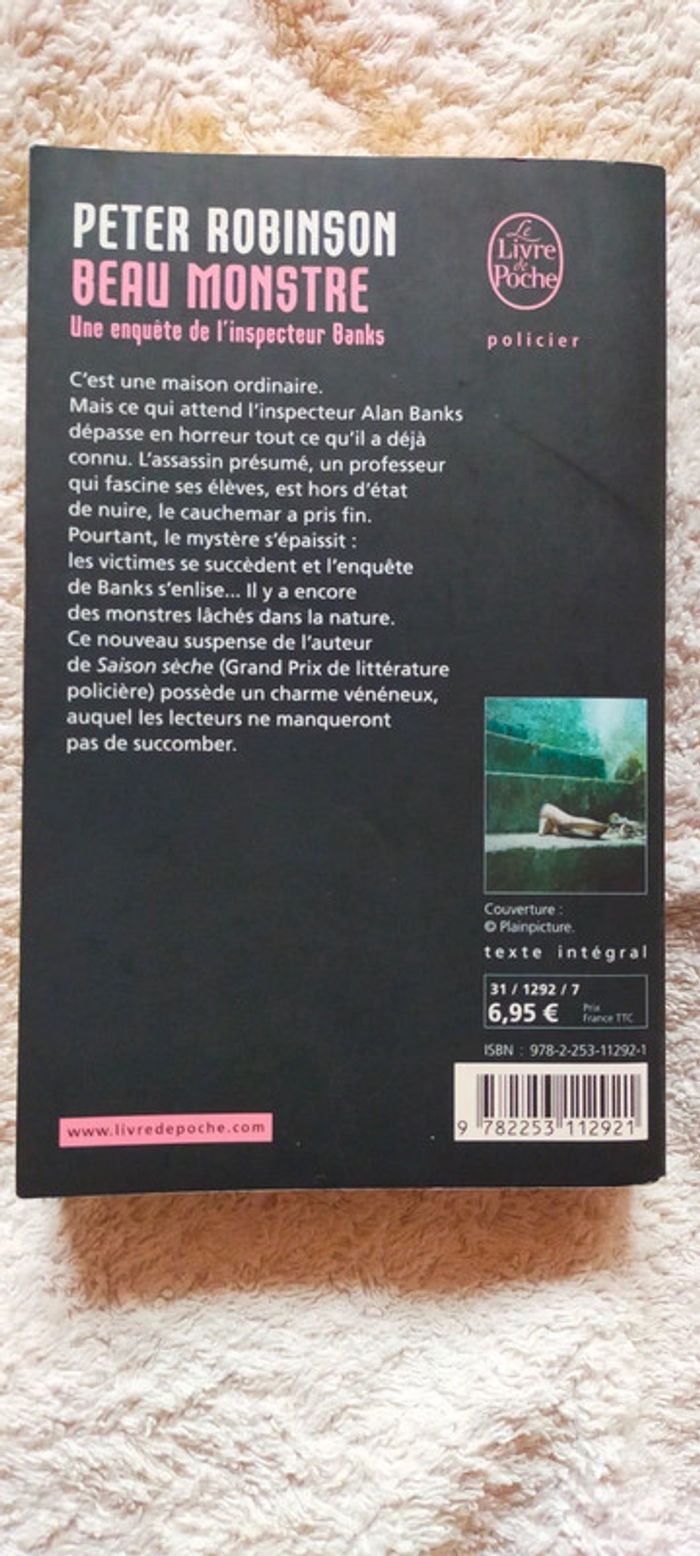 PETER ROBINSON
BEAU MONSTRE
Une enquête de l'inspecteur Banks
Le
Livre
de
Poche
policier
C'est une maison ordinaire.
Mais ce qui attend l'inspecteur Alan Banks
dépasse en horreur tout ce qu'il a déjà
connu. L'assassin présumé, un professeur
qui fascine ses élèves, est hors d'état
de nuire, le cauchemar a pris fin.
Pourtant, le mystère s'épaissit :
les victimes se succèdent et l'enquête
de Banks s'enlise... Il y a encore
des monstres lâchés dans la nature.
Ce nouveau suspense de l'auteur
de Saison sèche (Grand Prix de littérature
policière) possède un charme vénéneux,
auquel les lecteurs ne manqueront
pas de succomber.
Couverture :
© Plainpicture.
texte intégral
31 / 1292 / 7
6,95 €
Prix
France TTC
ISBN : 978-2-253-11292-1
9 782253 112921
www.livredepoche.com